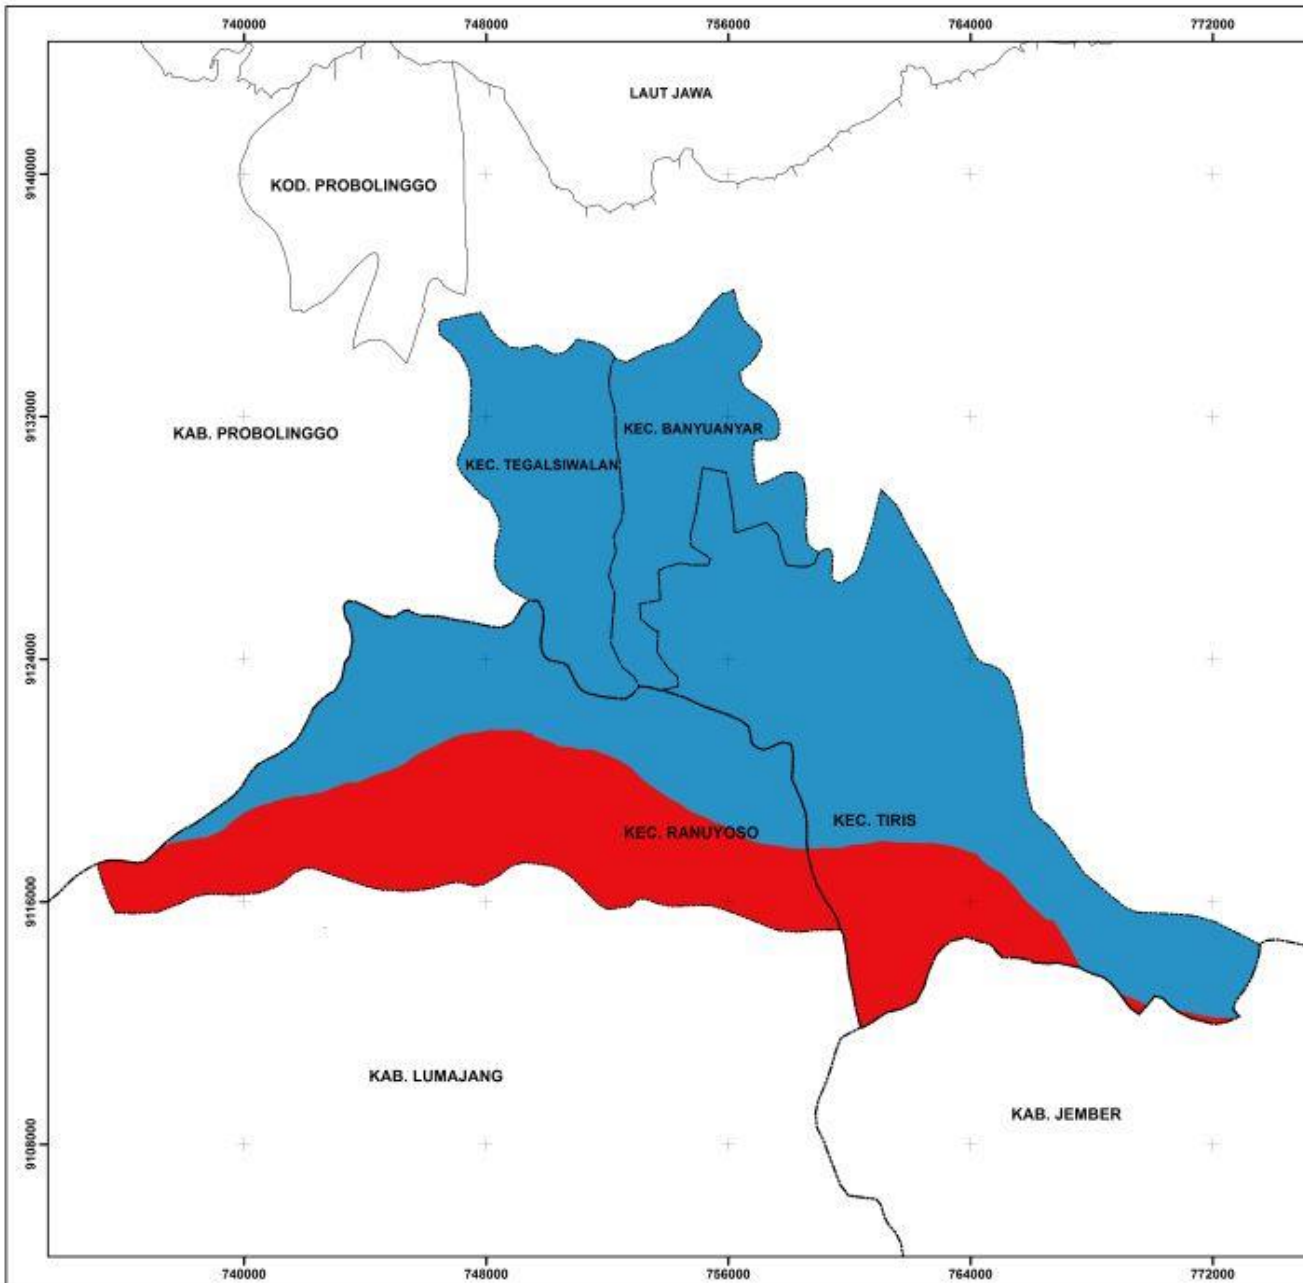 740000 748000 756000 764000 772000
LAUT JAWA
9140000
KOD. PROBOLINGGO
9132000
KAB. PROBOLINGGO
KEC. BANYUANYAR
KEC. TEGALSIWALAN
9124000
KEC. TIRIS
KEC. RANUYOSO
9116000
KAB. LUMAJANG
KAB. JEMBER
9108000
740000 748000 756000 764000 772000